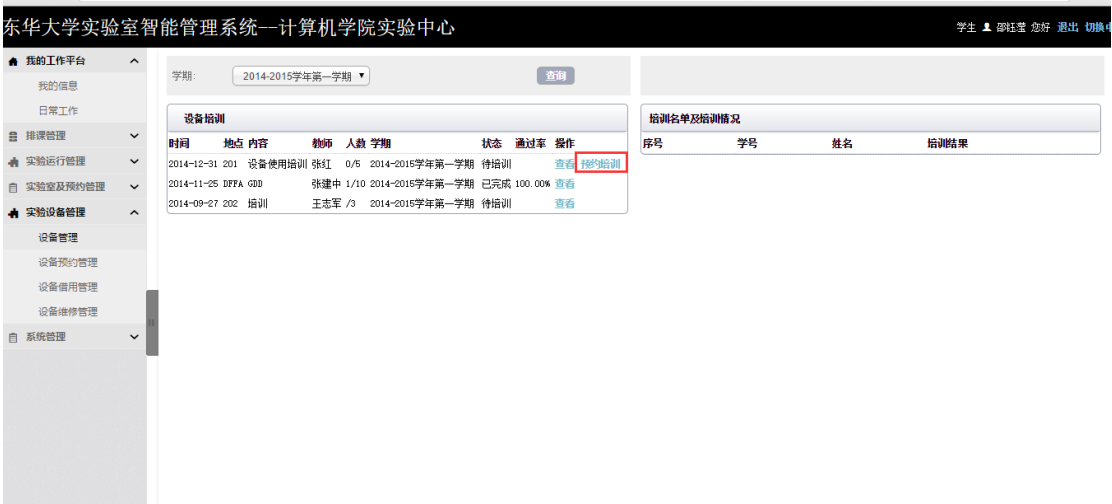 东华大学实验室智能管理系统--计算机学院实验中心
学生 邵钰滢 您好 退出 切换中
我的工作平台
我的信息
日常工作
排课管理
实验运行管理
实验室及预约管理
实验设备管理
设备管理
设备预约管理
设备借用管理
设备维修管理
系统管理
学期: 2014-2015学年第一学期 查询
设备培训
时间 地点 内容 教师 人数 学期 状态 通过率 操作
2014-12-31 201 设备使用培训 张红 0/5 2014-2015学年第一学期 待培训 查看 预约培训
2014-11-25 DFFA GDD 张建中 1/10 2014-2015学年第一学期 已完成 100.00% 查看
2014-09-27 202 培训 王志军 /3 2014-2015学年第一学期 待培训 查看
培训名单及培训情况
序号 学号 姓名 培训结果